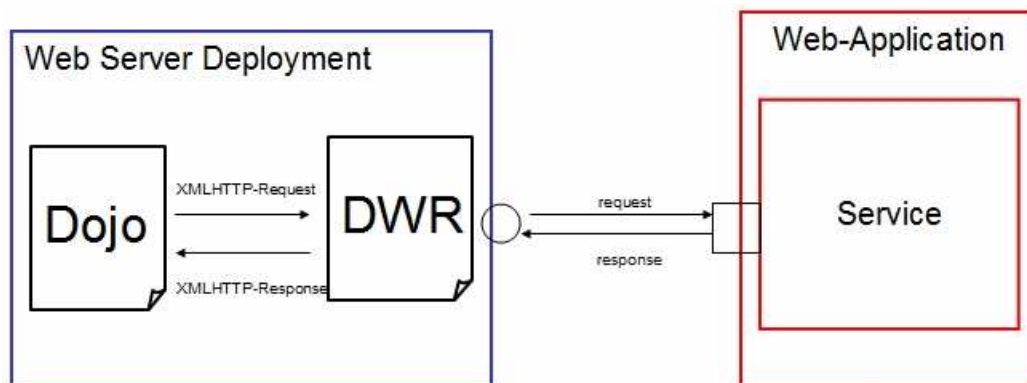 Web Server Deployment
Web-Application
Dojo
XMLHTTP-Request
XMLHTTP-Response
DWR
request
response
Service